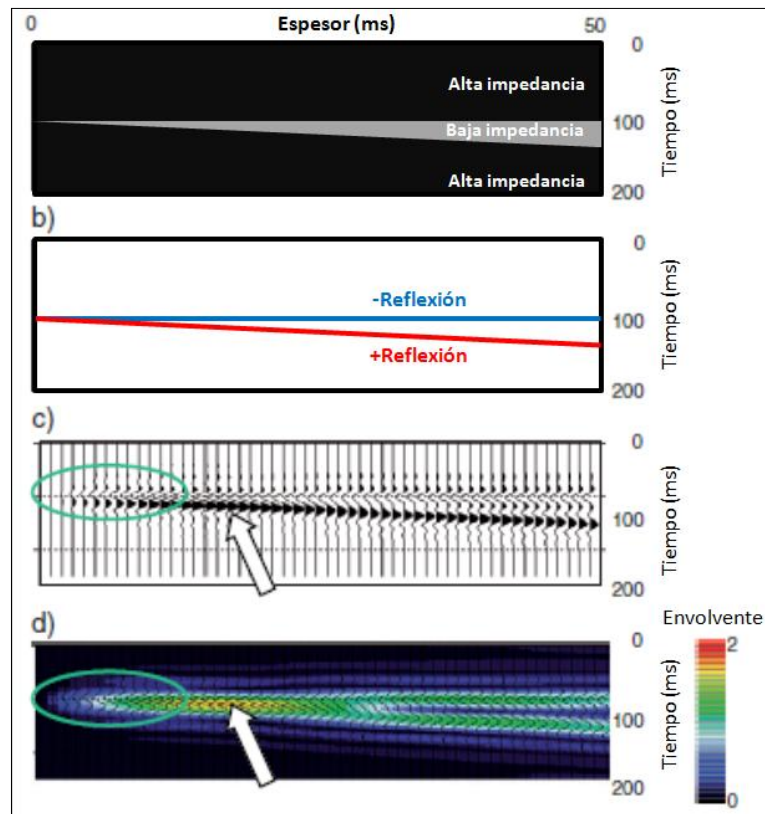 0 Espesor (ms) 50
0
Alta impedancia
Baja impedancia
100
Alta impedancia
200
Tiempo (ms)
b)
0
-Reflexión
100
+Reflexión
200
Tiempo (ms)
c)
0
100
200
Tiempo (ms)
d)
Envolvente
0
100
200
Tiempo (ms)
2
0